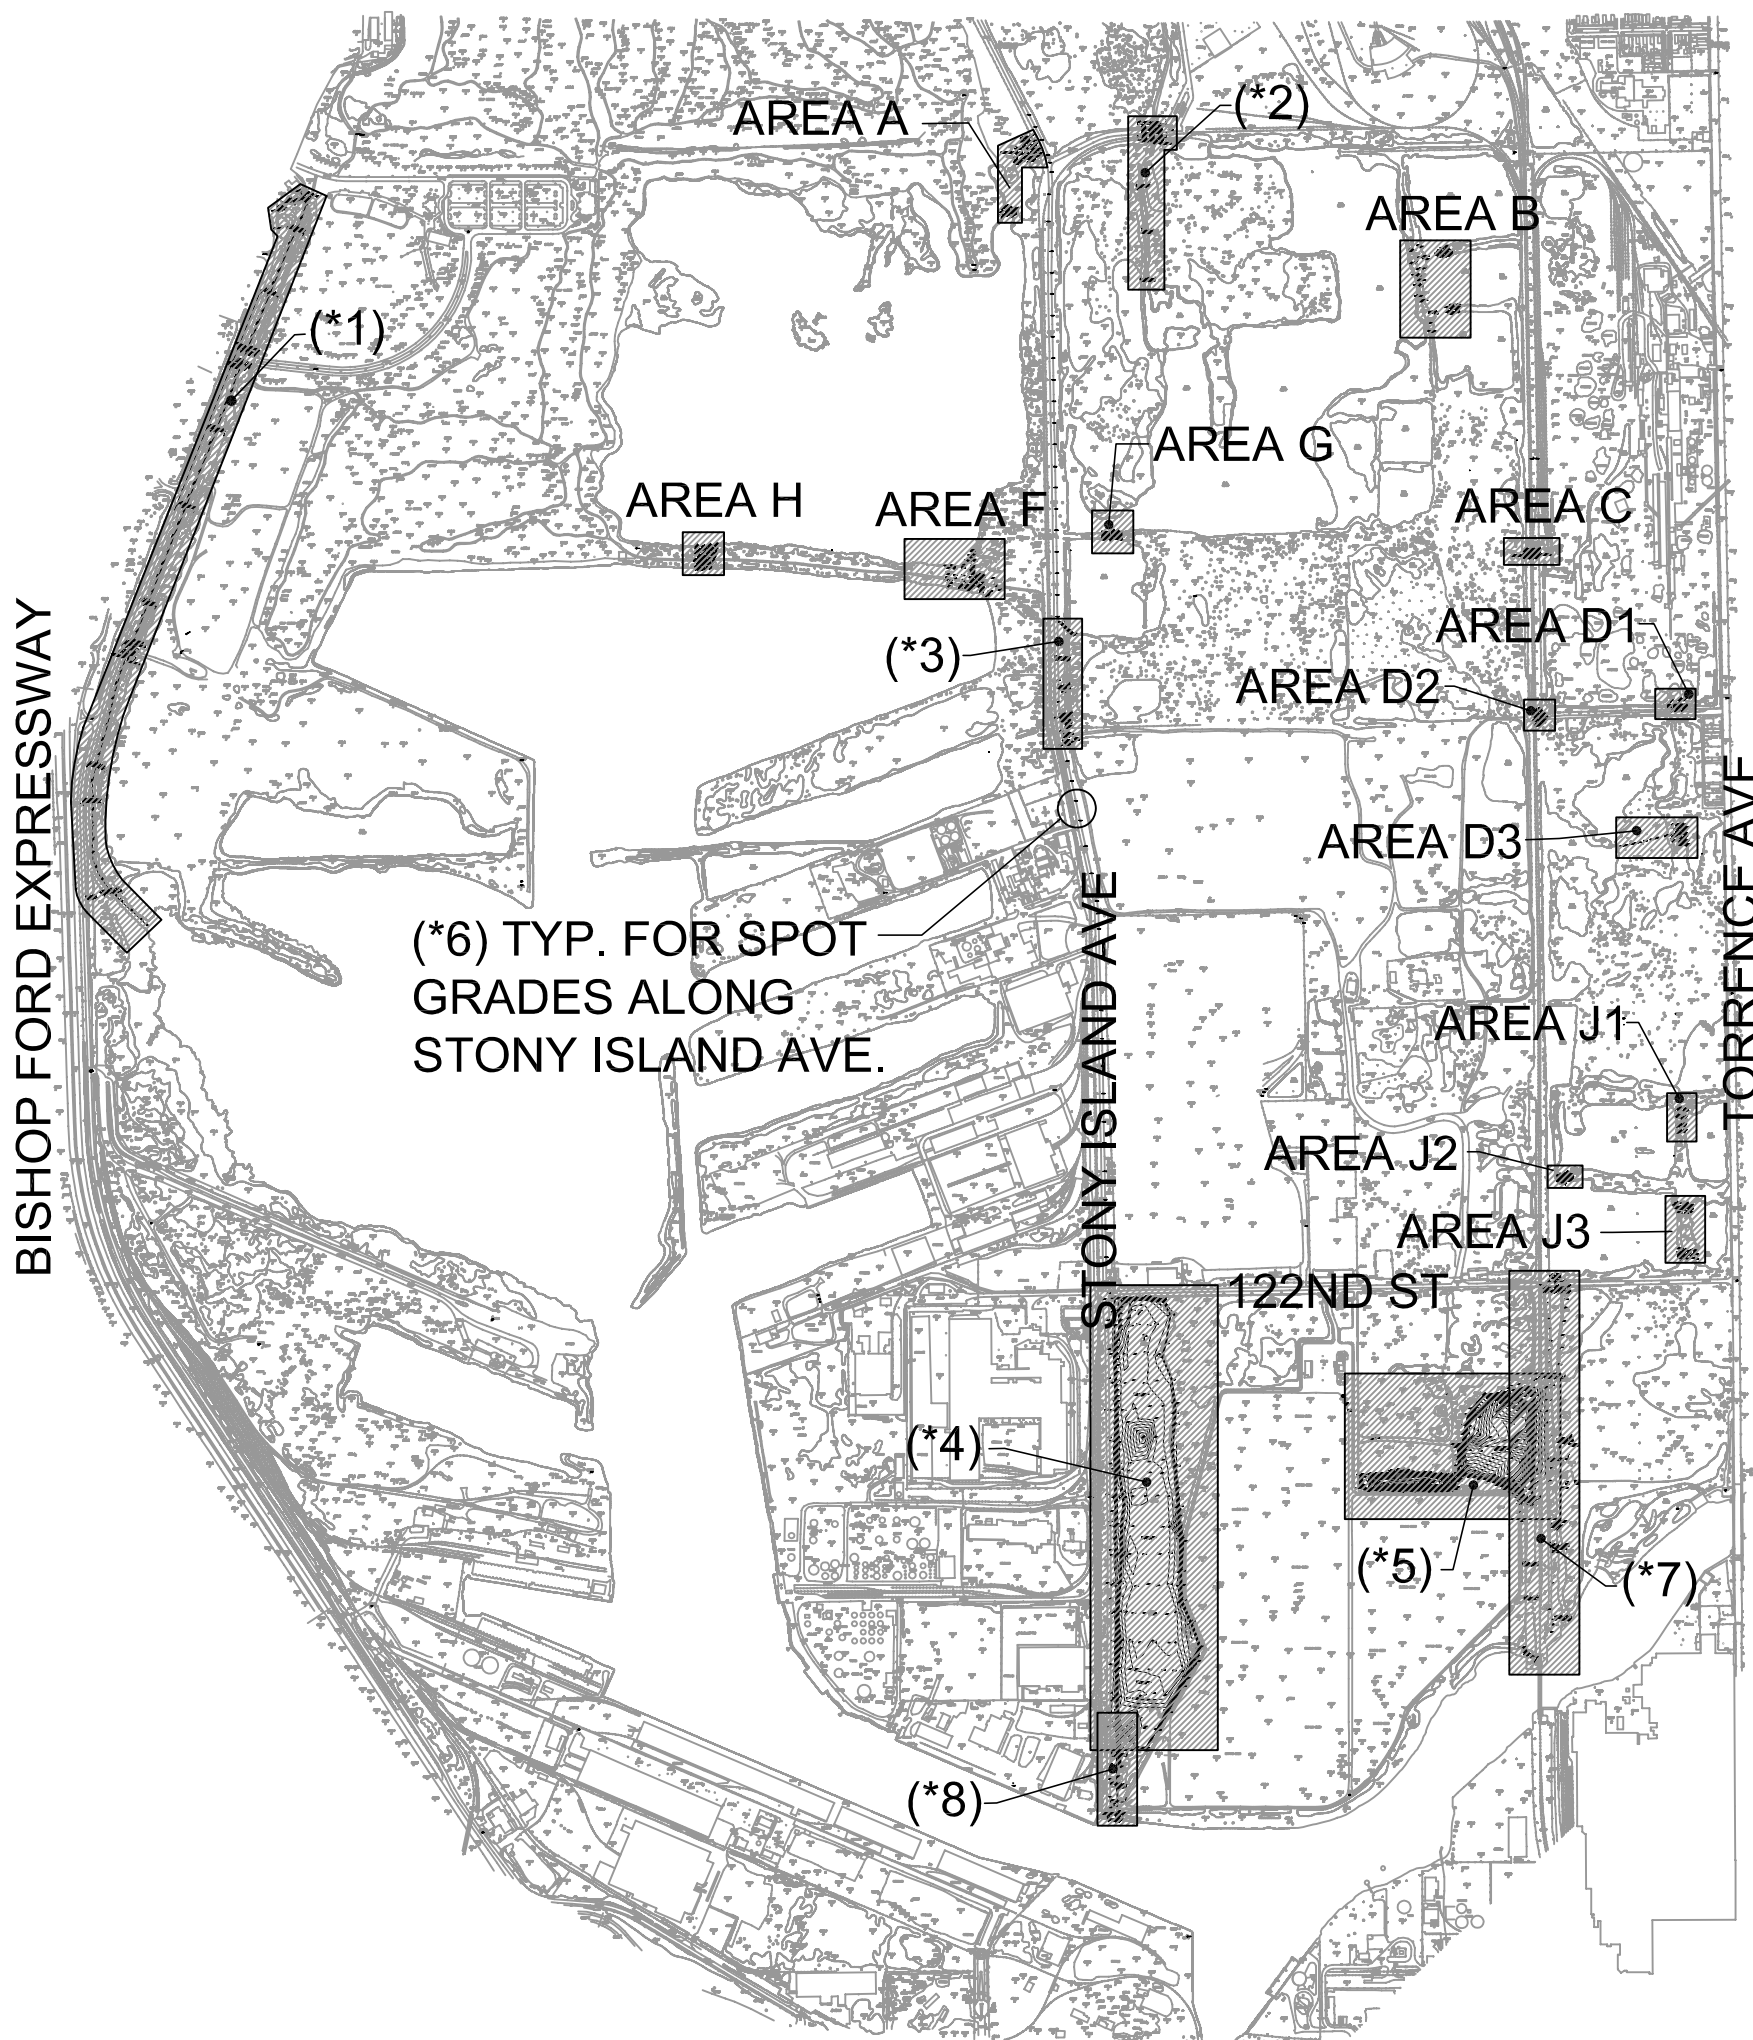 AREA A
(*2)
AREA B
(*1)
AREA G
AREA H
AREA F
AREA C
AREA D1
(*3)
AREA D2
BISHOP FORD EXPRESSWAY
TORRENCE AVE
AREA D3
STONY ISLAND AVE
(*6) TYP. FOR SPOT
GRADES ALONG
STONY ISLAND AVE.
AREA J1
AREA J2
AREA J3
122ND ST
(*4)
(*5)
(*7)
(*8)